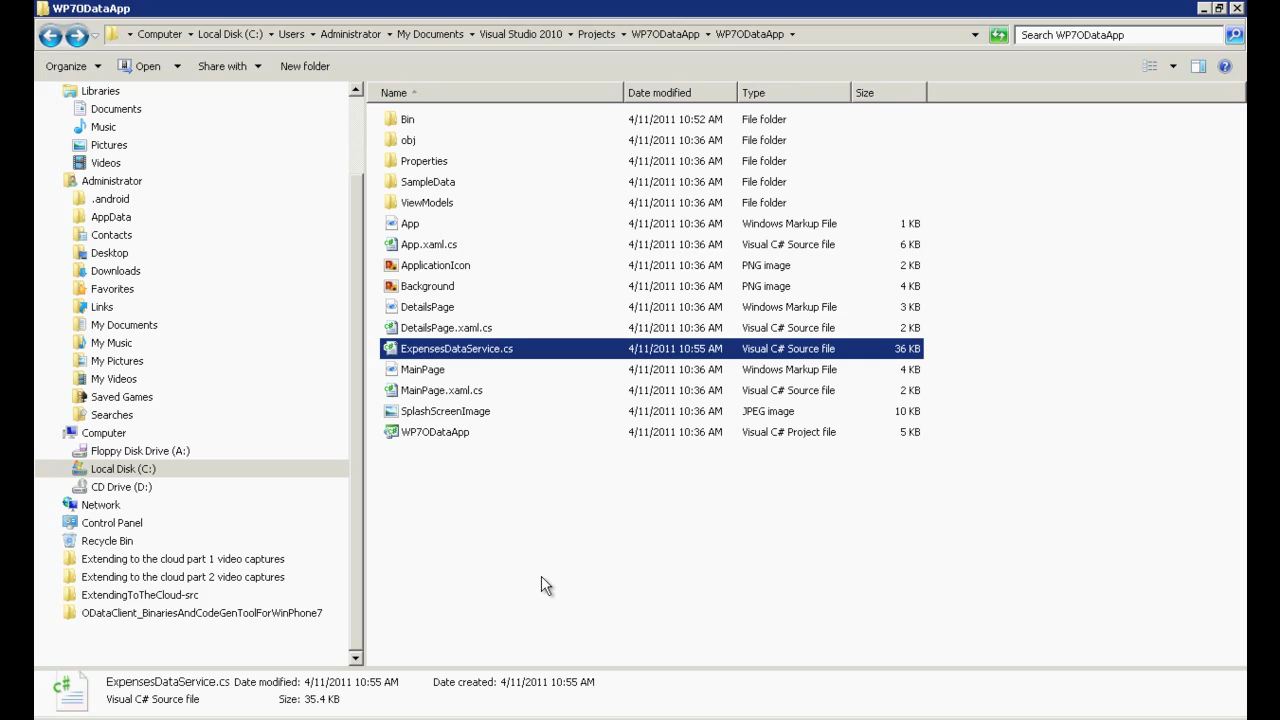 WP7ODataApp
Computer Local Disk (C:) Users Administrator My Documents Visual Studio 2010 Projects WP7ODataApp WP7ODataApp
Search WP7ODataApp
Organize Open Share with New folder
Libraries
Documents
Music
Pictures
Videos
Administrator
.android
AppData
Contacts
Desktop
Downloads
Favorites
Links
My Documents
My Music
My Pictures
My Videos
Saved Games
Searches
Computer
Floppy Disk Drive (A:)
Local Disk (C:)
CD Drive (D:)
Network
Control Panel
Recycle Bin
Extending to the cloud part 1 video captures
Extending to the cloud part 2 video captures
ExtendingToTheCloud-src
ODataClient_BinariesAndCodeGenToolForWinPhone7
Name Date modified Type Size
Bin 4/11/2011 10:52 AM File folder
obj 4/11/2011 10:36 AM File folder
Properties 4/11/2011 10:36 AM File folder
SampleData 4/11/2011 10:36 AM File folder
ViewModels 4/11/2011 10:36 AM File folder
App 4/11/2011 10:36 AM Windows Markup File 1 KB
App.xaml.cs 4/11/2011 10:36 AM Visual C# Source file 6 KB
ApplicationIcon 4/11/2011 10:36 AM PNG image 2 KB
Background 4/11/2011 10:36 AM PNG image 4 KB
DetailsPage 4/11/2011 10:36 AM Windows Markup File 3 KB
DetailsPage.xaml.cs 4/11/2011 10:36 AM Visual C# Source file 2 KB
ExpensesDataService.cs 4/11/2011 10:55 AM Visual C# Source file 36 KB
MainPage 4/11/2011 10:36 AM Windows Markup File 4 KB
MainPage.xaml.cs 4/11/2011 10:36 AM Visual C# Source file 2 KB
SplashScreenImage 4/11/2011 10:36 AM JPEG image 10 KB
WP7ODataApp 4/11/2011 10:36 AM Visual C# Project file 5 KB
ExpensesDataService.cs Date modified: 4/11/2011 10:55 AM Date created: 4/11/2011 10:55 AM
Visual C# Source file Size: 35.4 KB